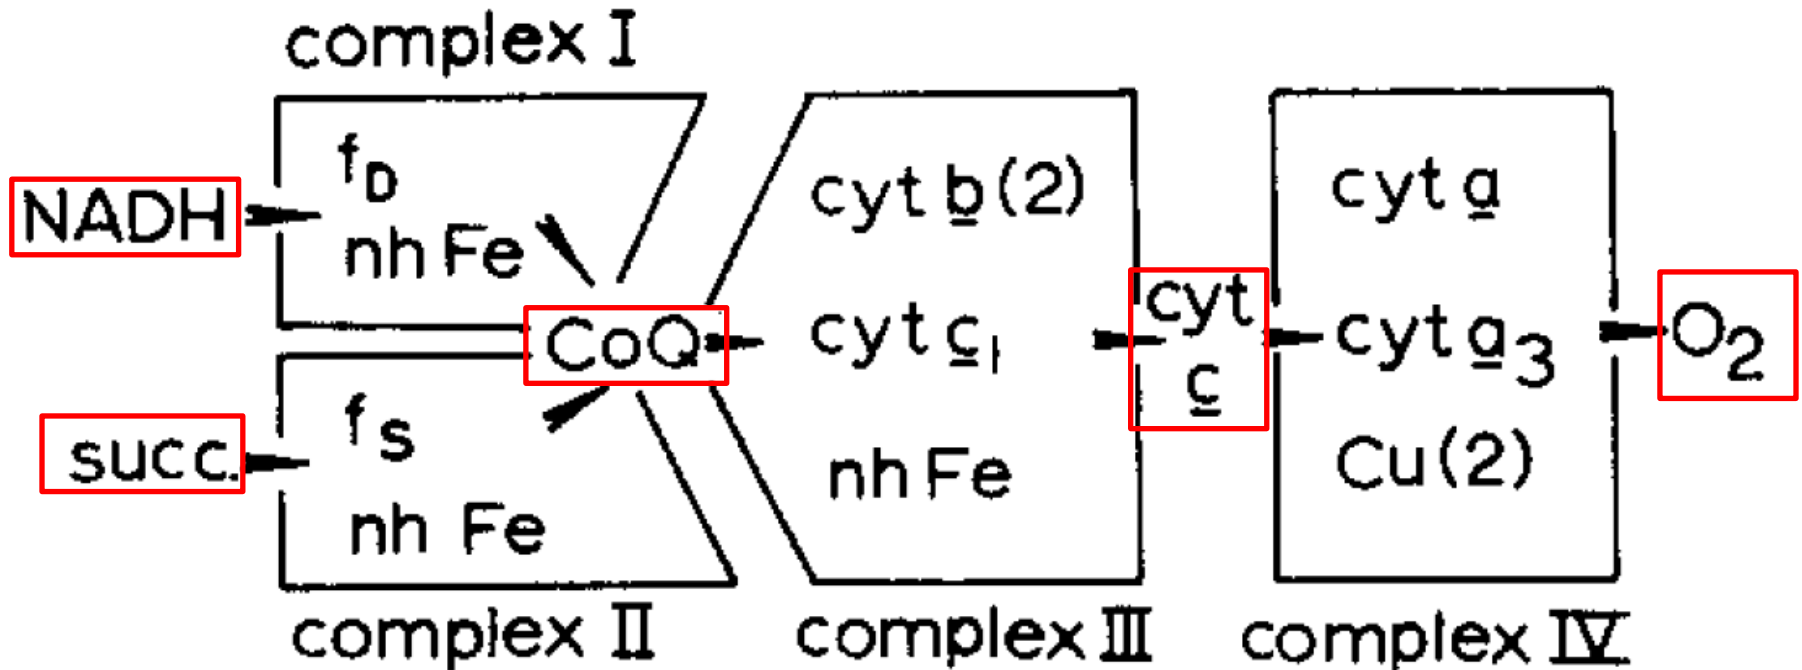 complex I
NADH
f_D
nh Fe
CoQ
succ.
f_S
nh Fe
complex II
cyt b(2)
cyt c₁
nh Fe
complex III
cyt
c
cyt a
cyt a₃
Cu(2)
complex IV
O₂